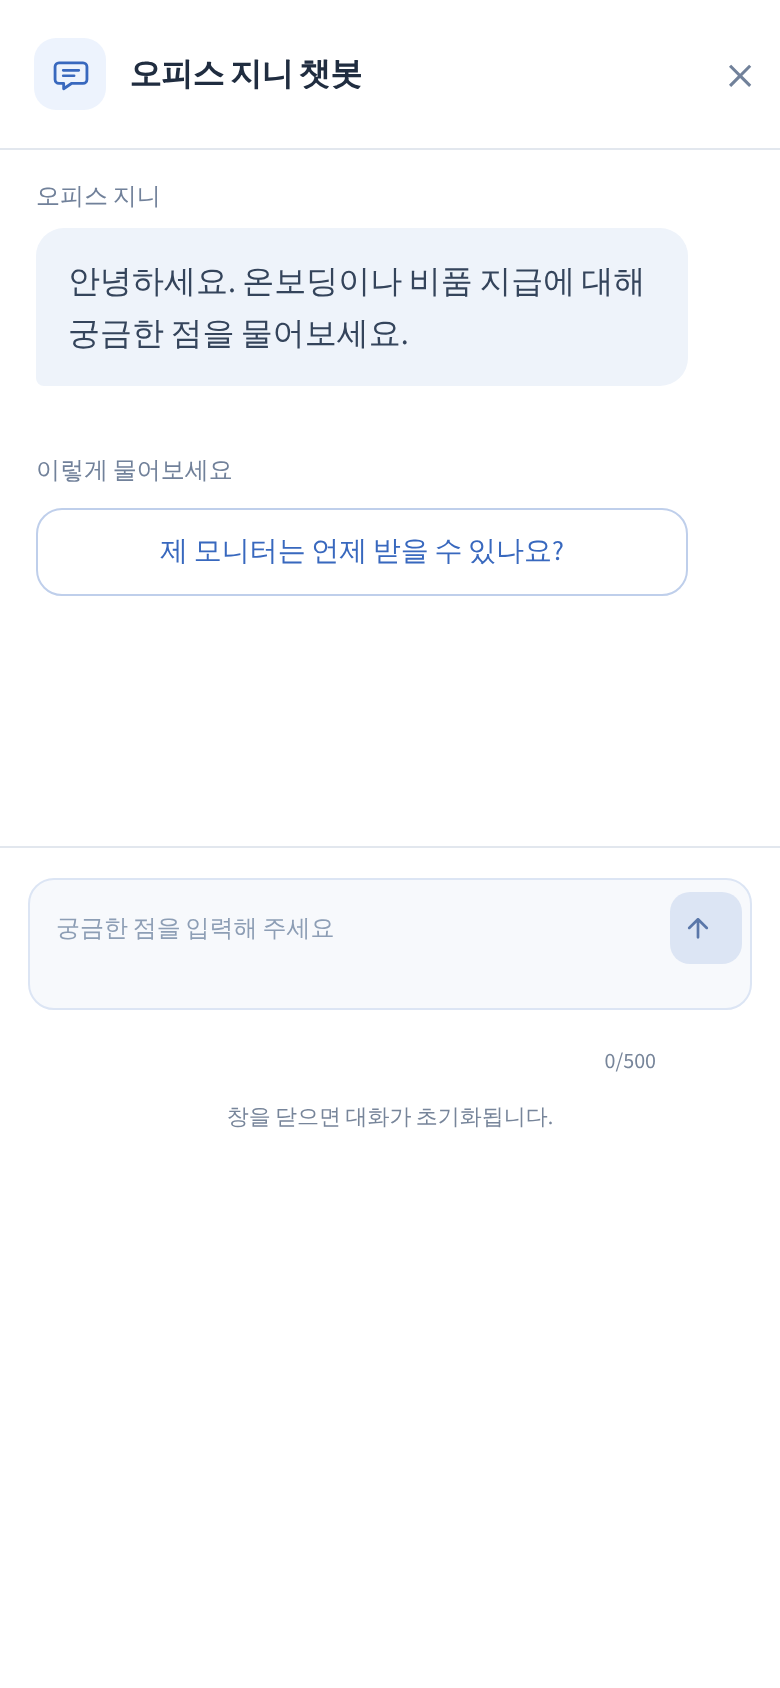 오피스 지니 챗봇
오피스 지니
안녕하세요. 온보딩이나 비품 지급에 대해
궁금한 점을 물어보세요.
이렇게 물어보세요
제 모니터는 언제 받을 수 있나요?
궁금한 점을 입력해 주세요
0/500
창을 닫으면 대화가 초기화됩니다.